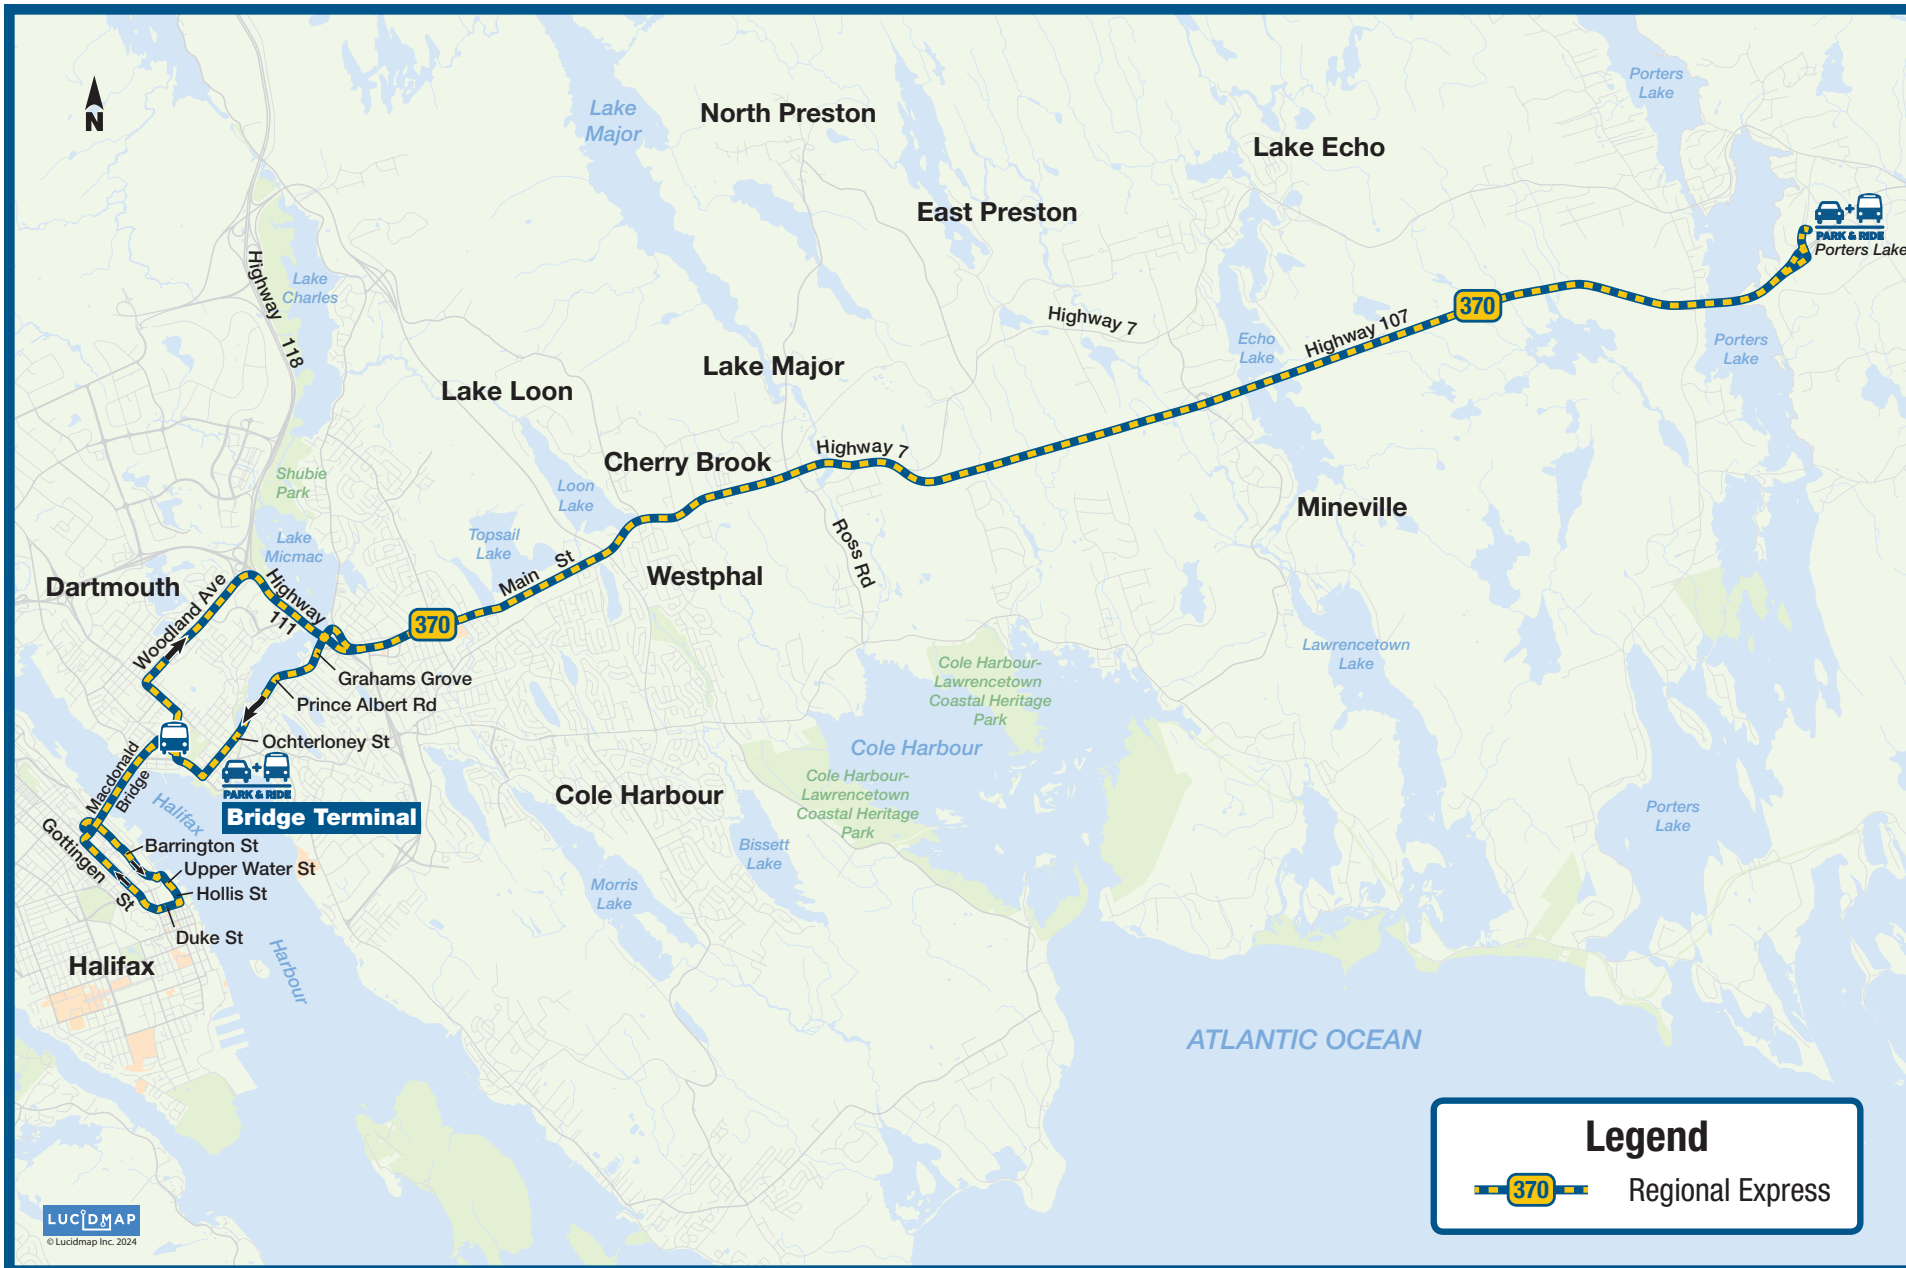 N
Lake
Major
North Preston
Lake Echo
Porters
Lake
East Preston
PARK & RIDE
Porters Lake
Highway 118
Lake
Charles
370
Highway 7
Highway 107
Echo
Lake
Porters
Lake
Lake Major
Lake Loon
Highway 7
Cherry Brook
Shubie
Park
Loon
Lake
Mineville
Lake
Micmac
Topsail
Lake
Ross Rd
Main St
Westphal
Dartmouth
Woodland Ave
Highway
111
370
Lawrencetown
Lake
Grahams Grove
Prince Albert Rd
Cole Harbour-
Lawrencetown
Coastal Heritage
Park
Ochterloney St
Cole Harbour
Macdonald
Bridge
PARK & RIDE
Bridge Terminal
Cole Harbour-
Lawrencetown
Coastal Heritage
Park
Cole Harbour
Halifax
Harbour
Porters
Lake
Gottingen St
Barrington St
Upper Water St
Hollis St
Duke St
Bissett
Lake
Morris
Lake
Halifax
ATLANTIC OCEAN
Legend
370 Regional Express
LUCIDMAP
© Lucidmap Inc. 2024